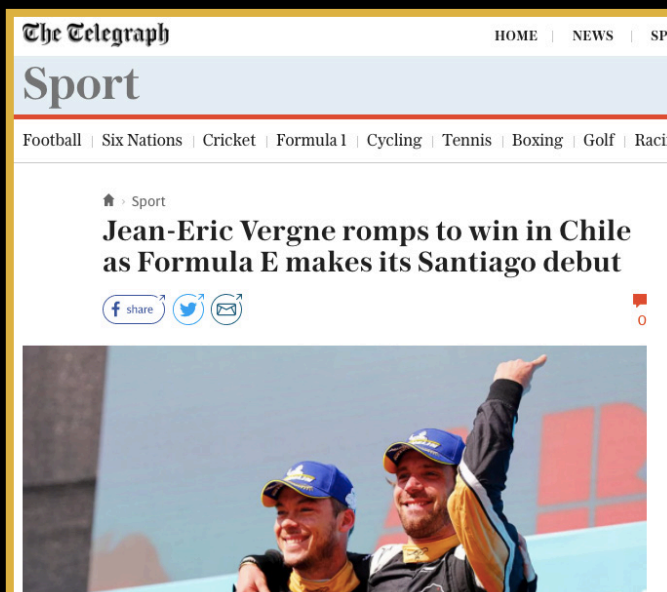 The Telegraph
HOME | NEWS | SP
Sport
Football | Six Nations | Cricket | Formula 1 | Cycling | Tennis | Boxing | Golf | Raci
Sport
Jean-Eric Vergne romps to win in Chile
as Formula E makes its Santiago debut
share
0